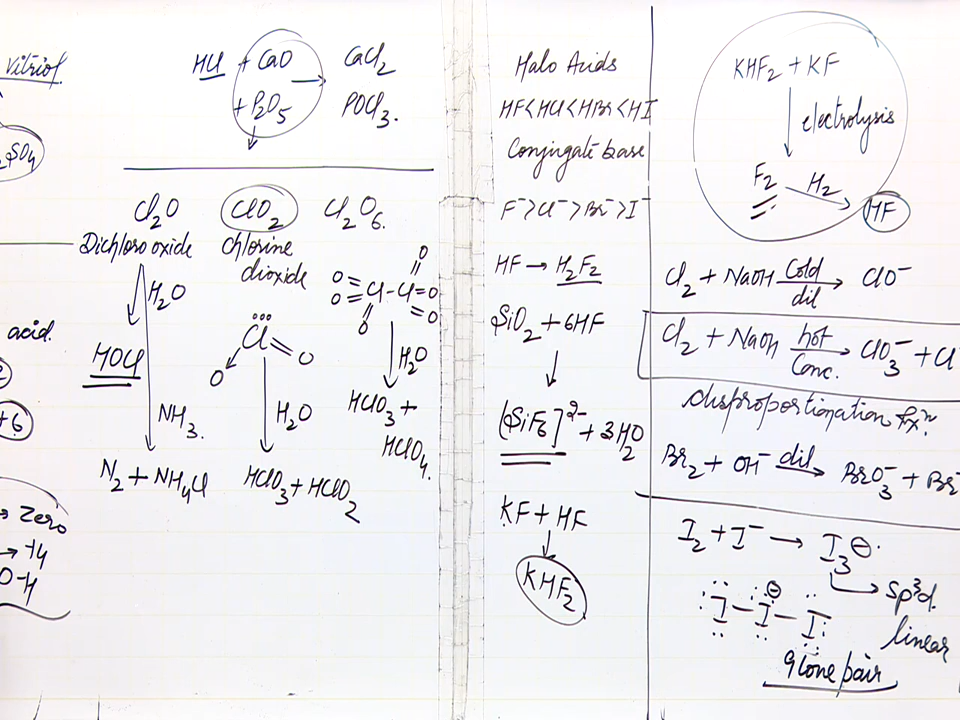 Vitriol
SO4
acid.
+6
→ Zero
→ +4
O-H
HCl + CaO → CaCl2
+ P2O5 POCl3.
↓
Cl2O ClO2 Cl2O6.
Dichloro oxide Chlorine dioxide
H2O
HOCl
NH3.
N2 + NH4Cl
Cl O O
H2O
HClO3 + HClO2
O O O Cl-Cl=O O O
H2O
HClO3 +
HClO4.
Halo Acids
HF<HCl<HBr<HI
Conjugate base
F⁻>Cl⁻>Br⁻>I⁻
HF → H2F2
SiO2 + 6HF
↓
[SiF6]2- + 3H2O
KF + HF
↓
KHF2
KHF2 + KF
↓ electrolysis
F2 H2 → HF
Cl2 + NaOH Cold dil → ClO⁻
Cl2 + NaOH hot Conc. → ClO3⁻ + Cl⁻
disproportionation Rxn.
Br2 + OH⁻ dil → BrO3⁻ + Br⁻
I2 + I⁻ → I3⊖.
→ sp3d.
I-I-I linear
9 lone pair